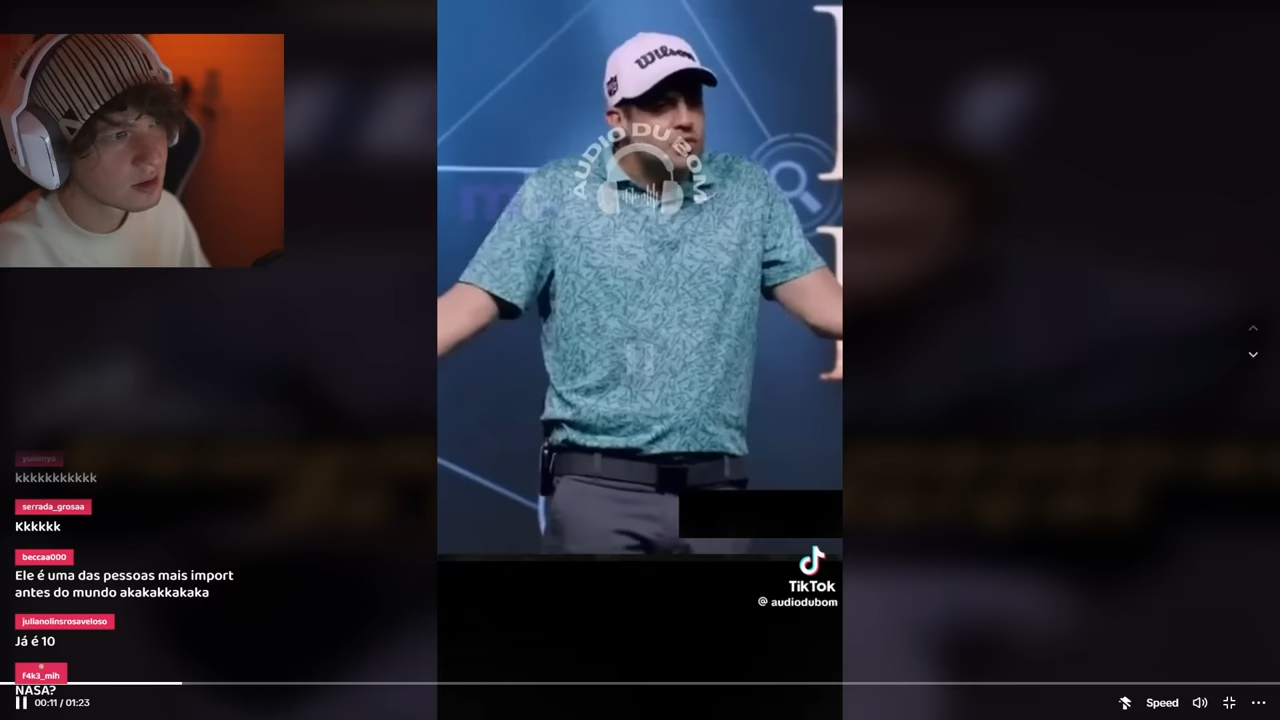 Wilson
AUDIO DU BOM
yuiiimya
kkkkkkkkkkk
serrada_grosaa
Kkkkkk
beccaa000
Ele é uma das pessoas mais import
antes do mundo akakakkakaka
julianolinsrosaveloso
Já é 10
f4k3_mih
NASA?
00:11 / 01:23
TikTok
@ audiodubom
Speed